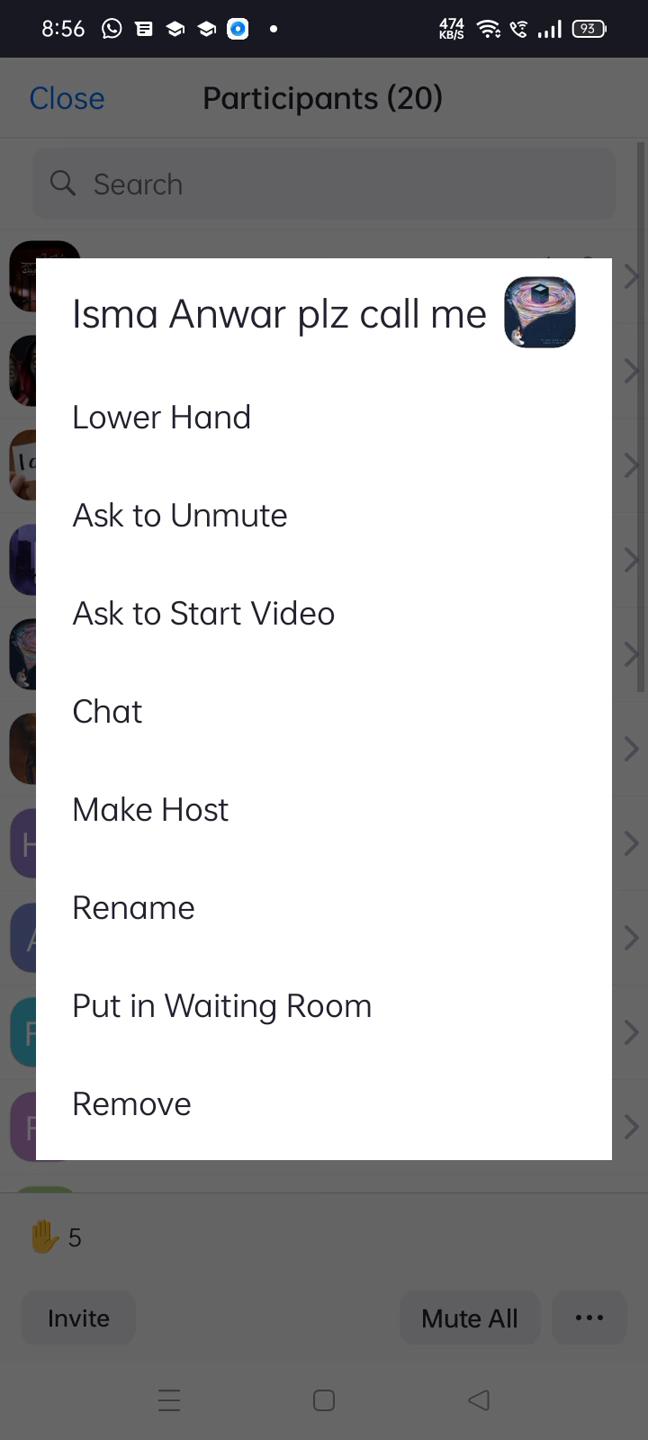 8:56
474
KB/S
93
Close
Participants (20)
Search
Isma Anwar plz call me
Lower Hand
Ask to Unmute
Ask to Start Video
Chat
Make Host
Rename
Put in Waiting Room
Remove
✋ 5
Invite
Mute All